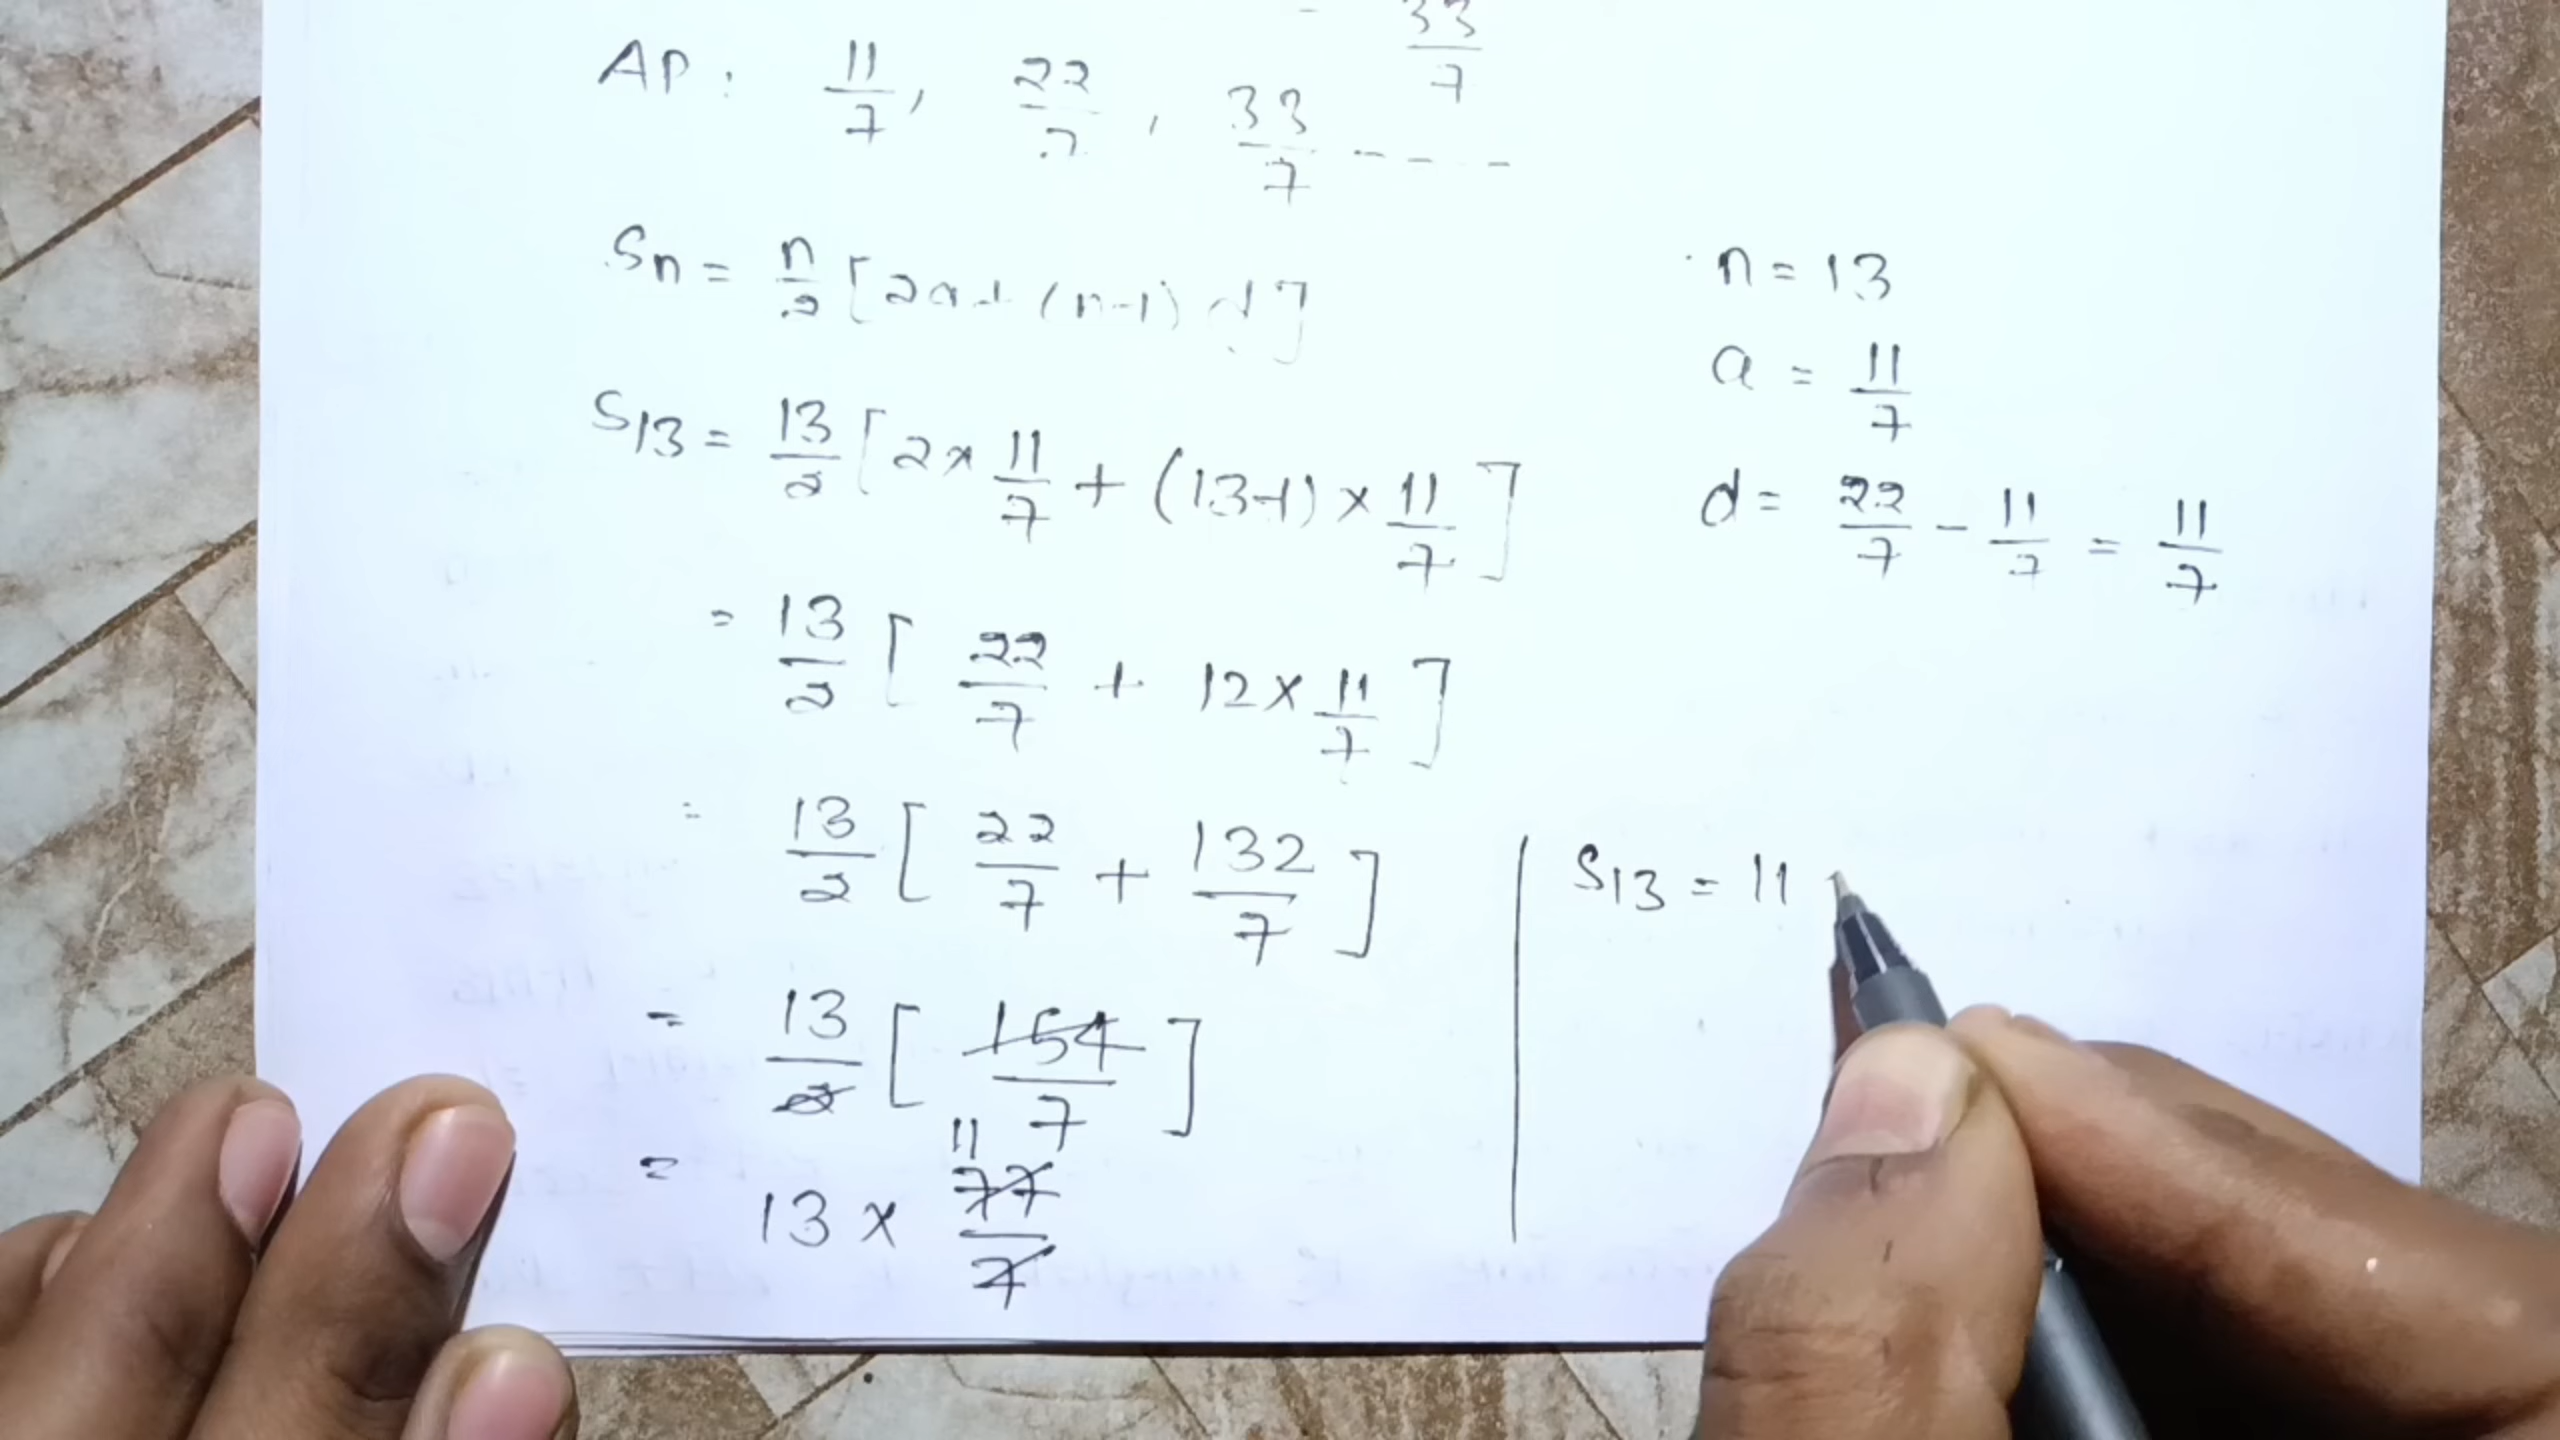 - 33/7
AP: 11/7, 22/7, 33/7 - - - -
Sn = n/2 [2a + (n-1) d]
S13 = 13/2 [2 × 11/7 + (13-1) × 11/7]
= 13/2 [22/7 + 12 × 11/7]
= 13/2 [22/7 + 132/7]
= 13/2 [154/7]
11
= 13 × 77/7
n = 13
a = 11/7
d = 22/7 - 11/7 = 11/7
S13 = 11